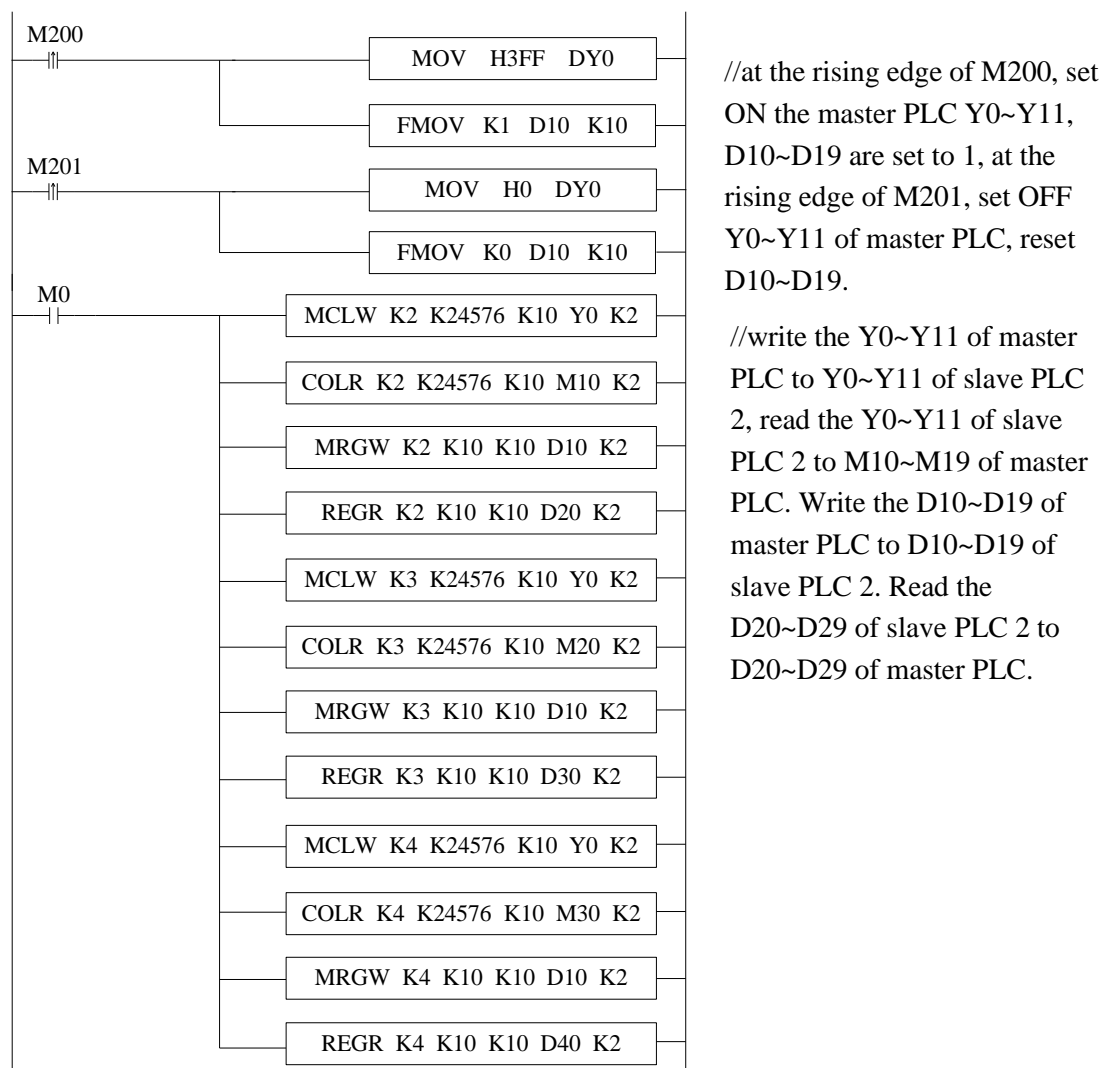 M200
MOV H3FF DY0
FMOV K1 D10 K10
M201
MOV H0 DY0
FMOV K0 D10 K10
M0
MCLW K2 K24576 K10 Y0 K2
COLR K2 K24576 K10 M10 K2
MRGW K2 K10 K10 D10 K2
REGR K2 K10 K10 D20 K2
MCLW K3 K24576 K10 Y0 K2
COLR K3 K24576 K10 M20 K2
MRGW K3 K10 K10 D10 K2
REGR K3 K10 K10 D30 K2
MCLW K4 K24576 K10 Y0 K2
COLR K4 K24576 K10 M30 K2
MRGW K4 K10 K10 D10 K2
REGR K4 K10 K10 D40 K2
//at the rising edge of M200, set
ON the master PLC Y0~Y11,
D10~D19 are set to 1, at the
rising edge of M201, set OFF
Y0~Y11 of master PLC, reset
D10~D19.
//write the Y0~Y11 of master
PLC to Y0~Y11 of slave PLC
2, read the Y0~Y11 of slave
PLC 2 to M10~M19 of master
PLC. Write the D10~D19 of
master PLC to D10~D19 of
slave PLC 2. Read the
D20~D29 of slave PLC 2 to
D20~D29 of master PLC.